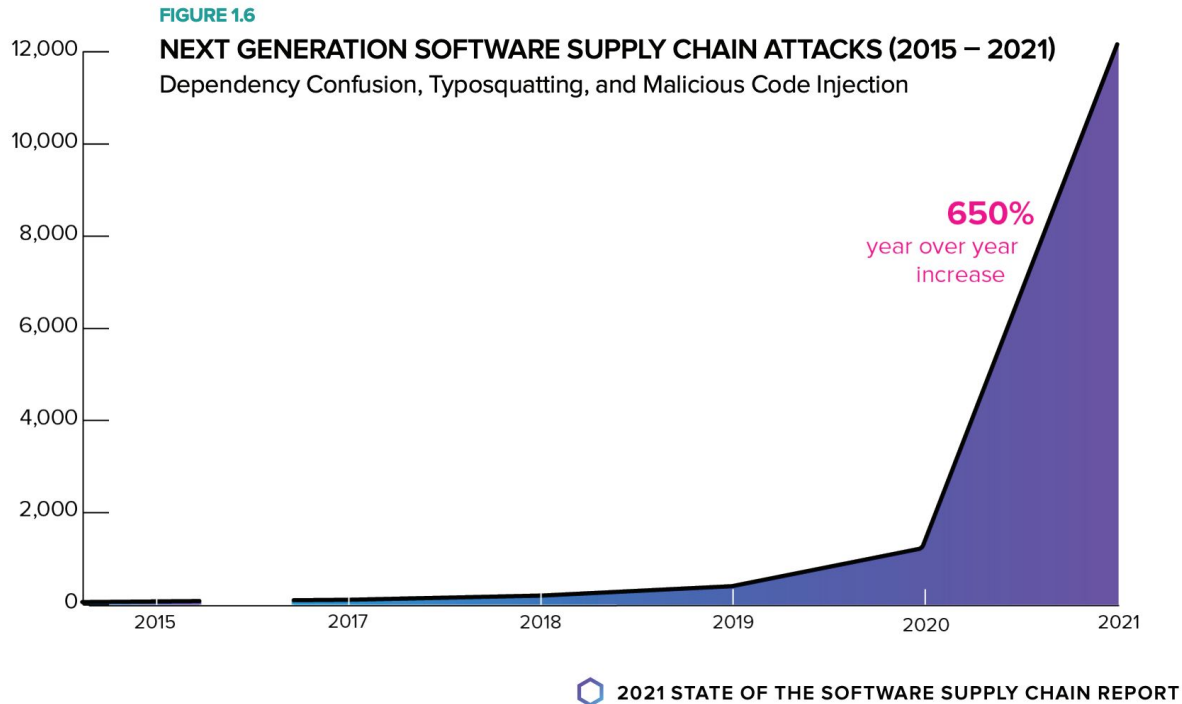 FIGURE 1.6
NEXT GENERATION SOFTWARE SUPPLY CHAIN ATTACKS (2015 – 2021)
Dependency Confusion, Typosquatting, and Malicious Code Injection
12,000
10,000
8,000
6,000
4,000
2,000
0
650%
year over year
increase
2015 2017 2018 2019 2020 2021
2021 STATE OF THE SOFTWARE SUPPLY CHAIN REPORT